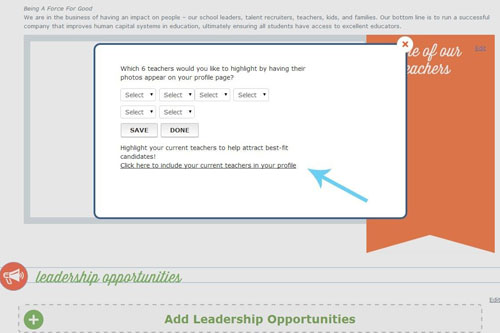 Being A Force For Good
We are in the business of having an impact on people – our school leaders, talent recruiters, teachers, kids, and families. Our bottom line is to run a successful
company that improves human capital systems in education, ultimately ensuring all students have access to excellent educators.
of our
Edit
eachers
Which 6 teachers would you like to highlight by having their
photos appear on your profile page?
Select Select Select Select
Select Select
SAVE DONE
Highlight your current teachers to help attract best-fit
candidates!
Click here to include your current teachers in your profile
leadership opportunities
Edit
Add Leadership Opportunities